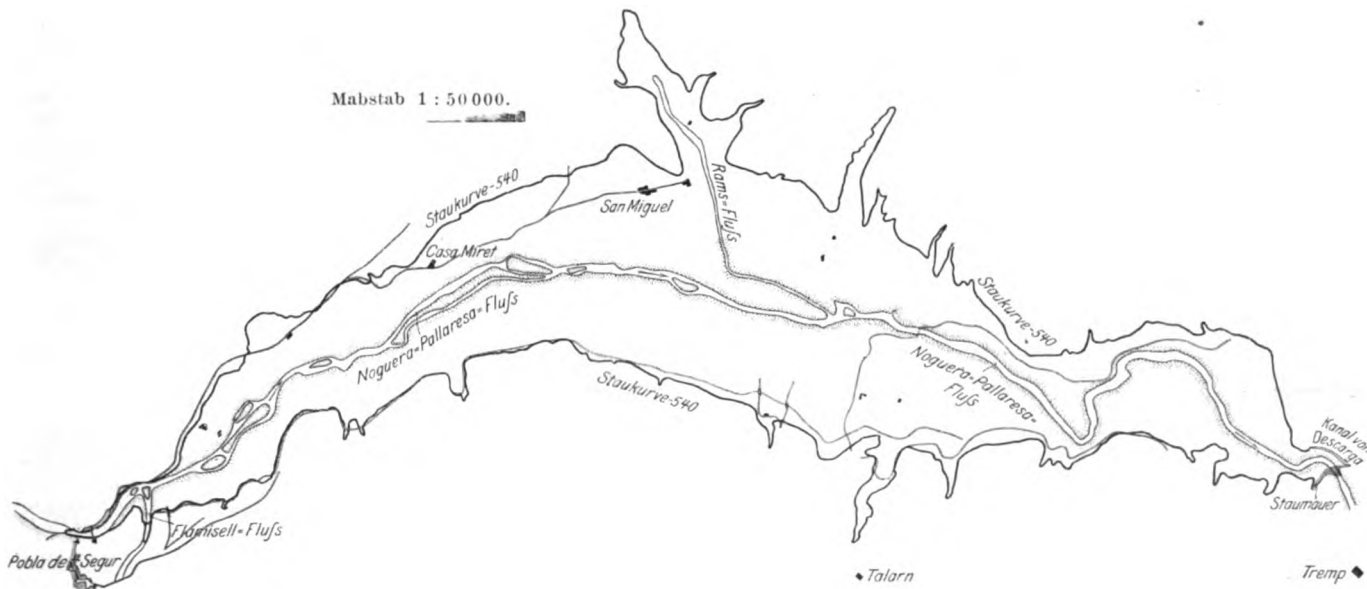 Mabstab 1 : 50 000.
Staukurve-540
Rams=Fluſs
San Miguel
Casa Miret
Staukurve-540
Noguera=Pallaresa=Fluſs
Staukurve-540
Noguera=Pallaresa=
Fluſs
Kanal von
Descarga
Staumauer
Flamisell=Fluſs
Pobla de Segur
Talarn
Tremp